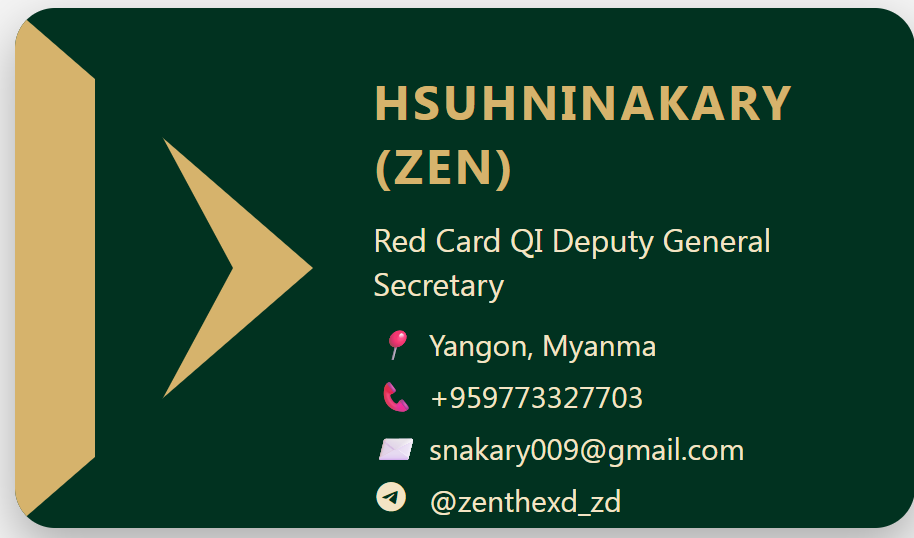 HSUHNINAKARY
(ZEN)
Red Card QI Deputy General
Secretary
Yangon, Myanma
+959773327703
snakary009@gmail.com
@zenthexd_zd